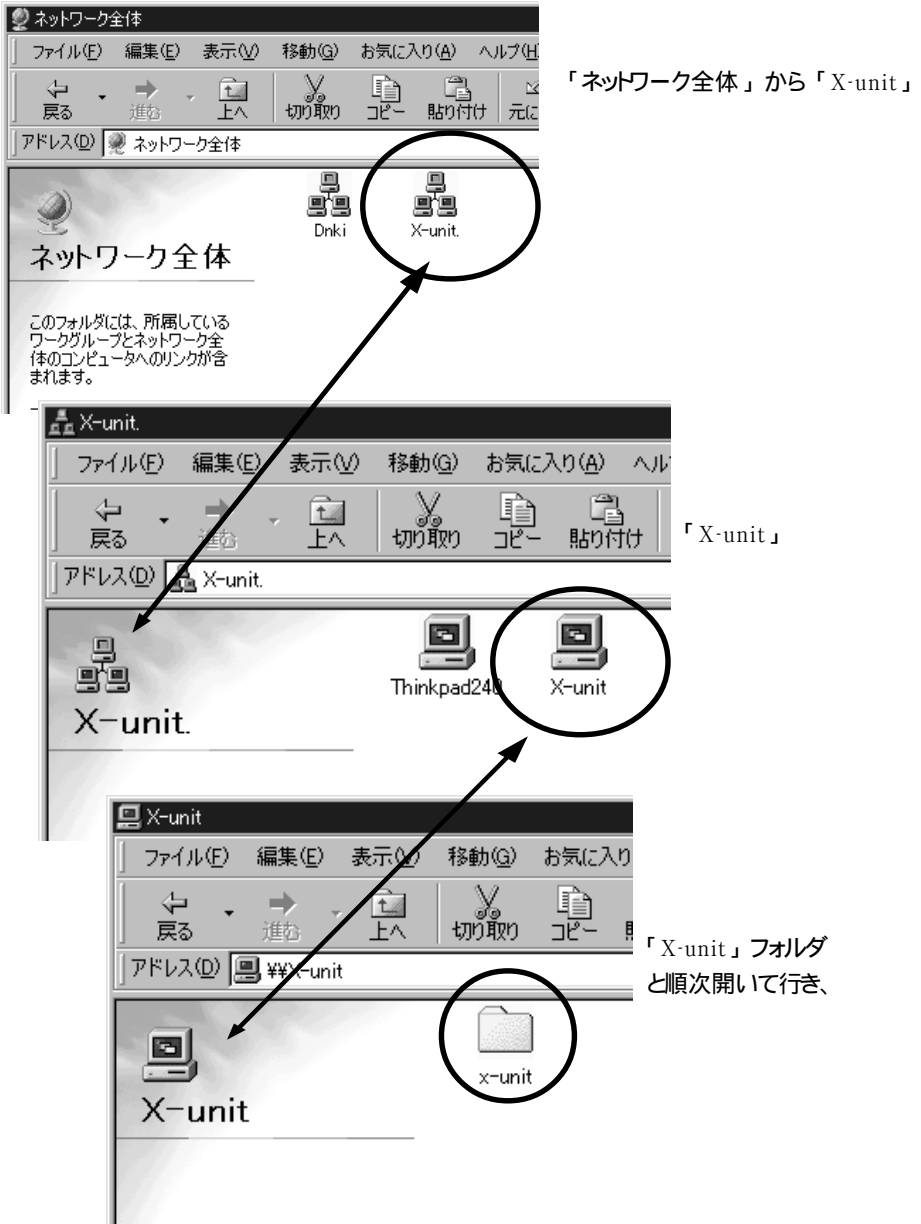 ネットワーク全体
ファイル(F) 編集(E) 表示(V) 移動(G) お気に入り(A) ヘルプ(H
戻る 進む 上へ 切り取り コピー 貼り付け 元に
アドレス(D) ネットワーク全体
「ネットワーク全体」から「X-unit」
Dnki X-unit.
ネットワーク全体
このフォルダには、所属している
ワークグループとネットワーク全
体のコンピュータへのリンクが含
まれます。
X-unit.
ファイル(F) 編集(E) 表示(V) 移動(G) お気に入り(A) ヘル
戻る 進む 上へ 切り取り コピー 貼り付け
アドレス(D) X-unit.
「X-unit」
Thinkpad240 X-unit
X-unit.
X-unit
ファイル(F) 編集(E) 表示(V) 移動(G) お気に入り
戻る 進む 上へ 切り取り コピー
アドレス(D) ¥¥X-unit
「X-unit」フォルダ
と順次開いて行き、
x-unit
X-unit